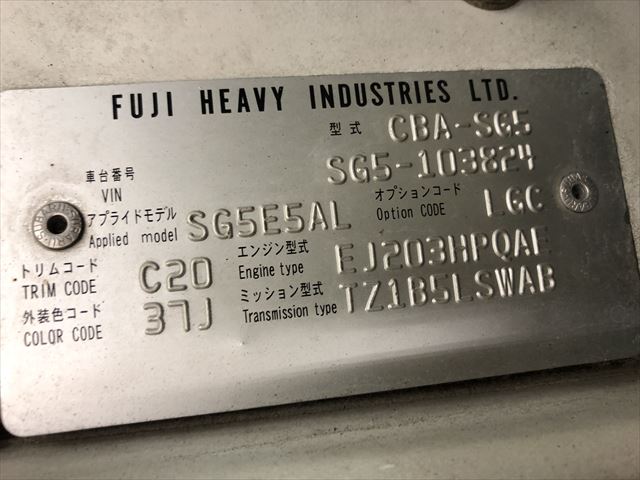 FUJI HEAVY INDUSTRIES LTD.
型式 CBA-SG5
車台番号 VIN SG5-103824
アプライドモデル Applied model SG5E5AL オプションコード Option CODE LGC
トリムコード TRIM CODE C20 エンジン型式 Engine type EJ203HPQAE
外装色コード COLOR CODE 37J ミッション型式 Transmission type TZ1B5LSWAB